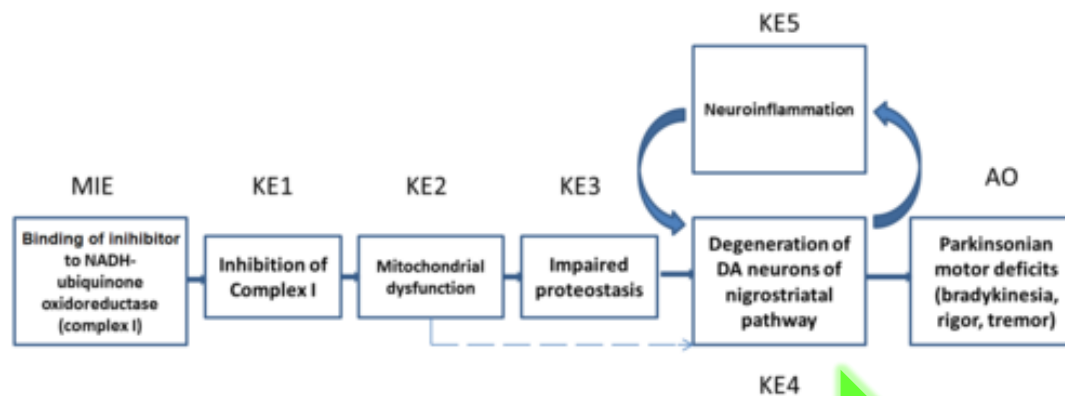 KE5
Neuroinflammation
MIE
KE1
KE2
KE3
AO
Binding of inihibitor
to NADH-
ubiquinone
oxidoreductase
(complex I)
Inhibition of
Complex I
Mitochondrial
dysfunction
Impaired
proteostasis
Degeneration of
DA neurons of
nigrostriatal
pathway
Parkinsonian
motor deficits
(bradykinesia,
rigor, tremor)
KE4